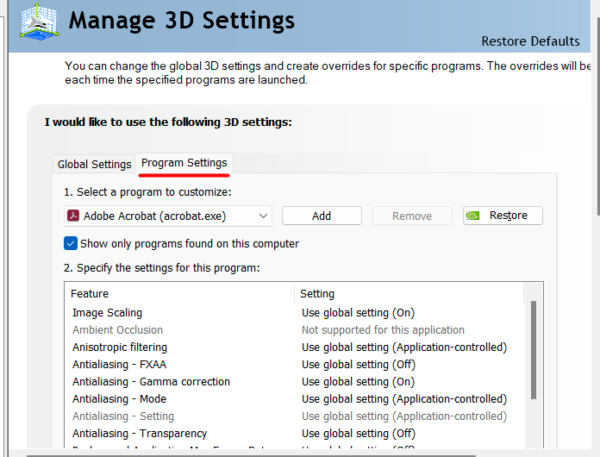 Manage 3D Settings
Restore Defaults
You can change the global 3D settings and create overrides for specific programs. The overrides will be
each time the specified programs are launched.
I would like to use the following 3D settings:
Global Settings
Program Settings
1. Select a program to customize:
Adobe Acrobat (acrobat.exe)
Add
Remove
Restore
Show only programs found on this computer
2. Specify the settings for this program:
Feature Setting
Image Scaling Use global setting (On)
Ambient Occlusion Not supported for this application
Anisotropic filtering Use global setting (Application-controlled)
Antialiasing - FXAA Use global setting (Off)
Antialiasing - Gamma correction Use global setting (On)
Antialiasing - Mode Use global setting (Application-controlled)
Antialiasing - Setting Use global setting (Application-controlled)
Antialiasing - Transparency Use global setting (Off)